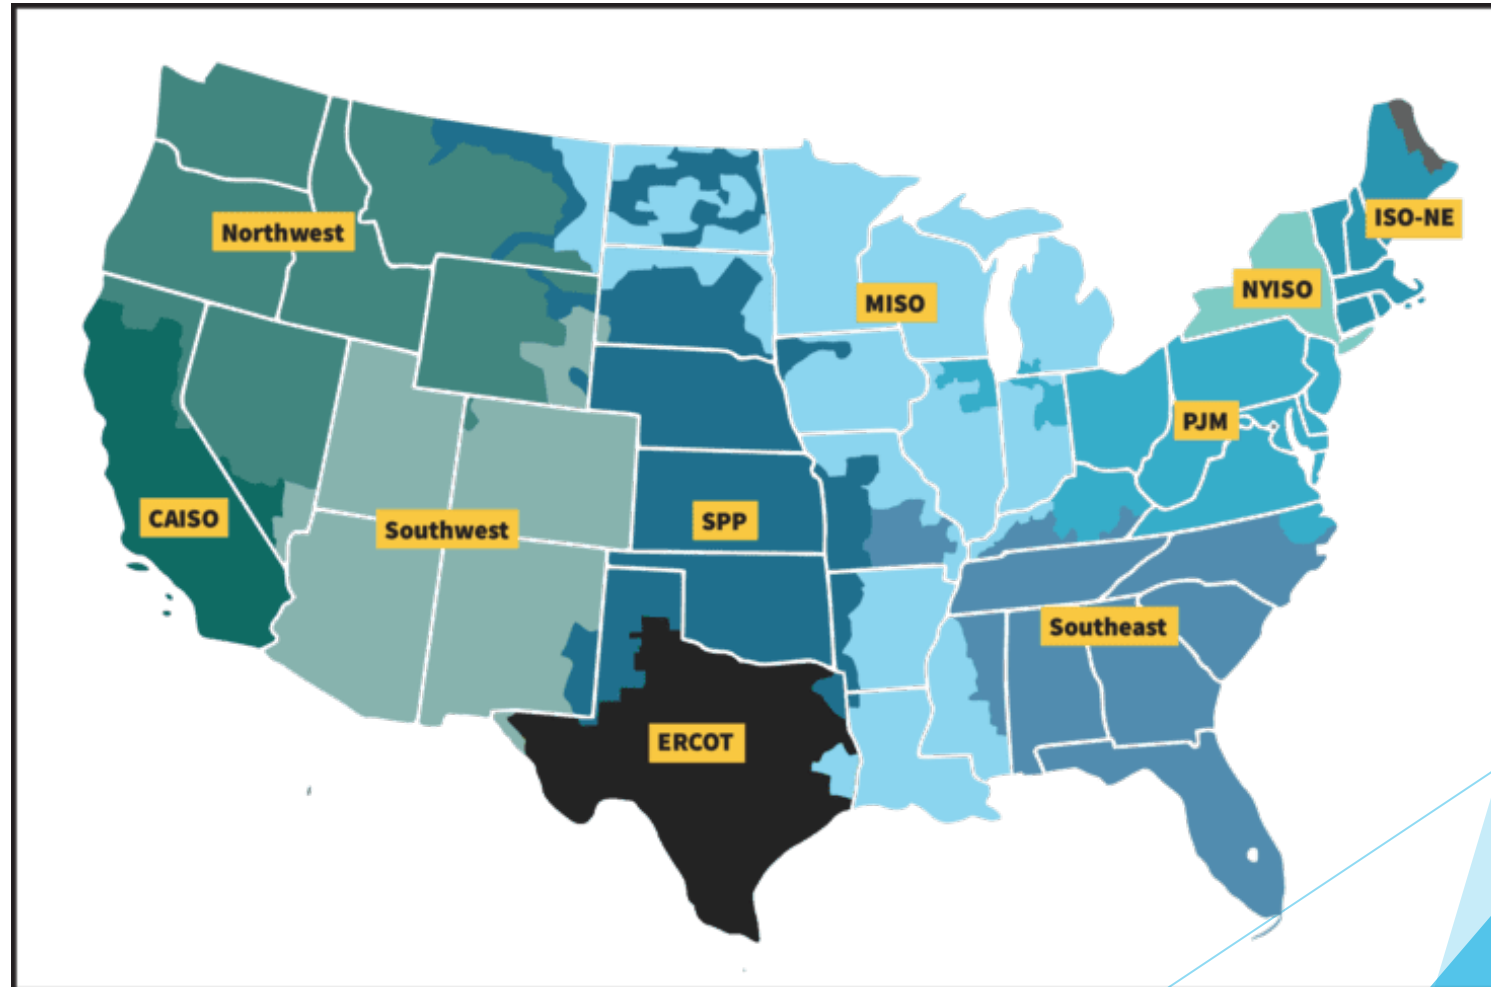 Northwest
ISO-NE
NYISO
MISO
PJM
CAISO
Southwest
SPP
Southeast
ERCOT